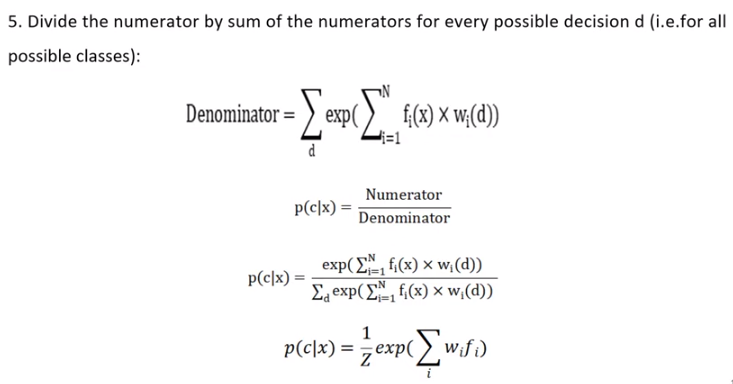 5. Divide the numerator by sum of the numerators for every possible decision d (i.e.for all
possible classes):
Denominator = ∑_d exp(∑_{i=1}^{N} f_i(x) × w_i(d))
p(c|x) = Numerator / Denominator
p(c|x) = exp(∑_{i=1}^{N} f_i(x) × w_i(d)) / ∑_d exp(∑_{i=1}^{N} f_i(x) × w_i(d))
p(c|x) = 1/Z exp(∑_i w_i f_i)